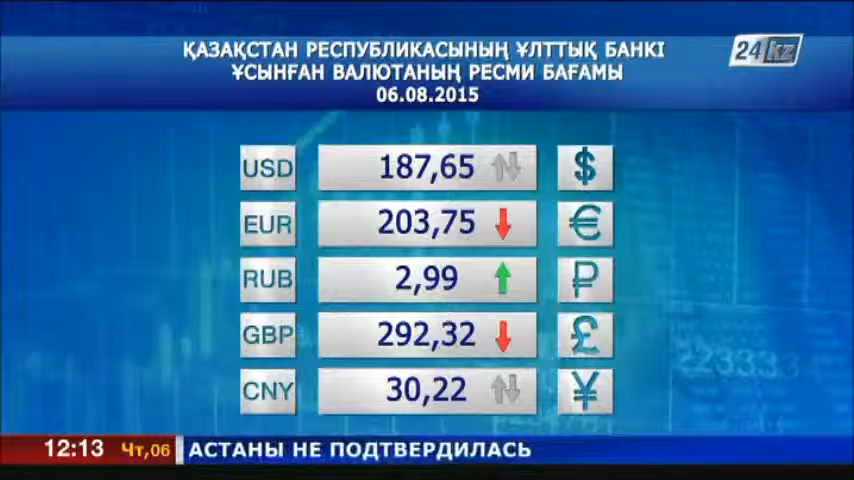 ҚАЗАҚСТАН РЕСПУБЛИКАСЫНЫҢ ҰЛТТЫҚ БАНКІ
ҰСЫНҒАН ВАЛЮТАНЫҢ РЕСМИ БАҒАМЫ
06.08.2015
24kz
USD 187,65 $
EUR 203,75 €
RUB 2,99 ₽
GBP 292,32 £
CNY 30,22 ¥
12:13 Чт,06 АСТАНЫ НЕ ПОДТВЕРДИЛАСЬ